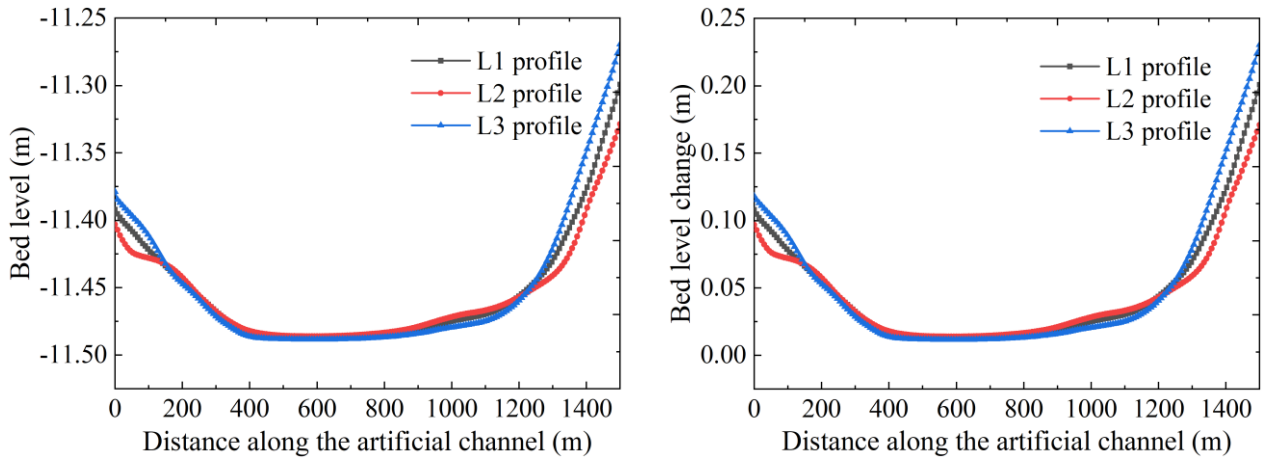 -11.25
-11.30
-11.35
-11.40
-11.45
-11.50
Bed level (m)
L1 profile
L2 profile
L3 profile
0 200 400 600 800 1000 1200 1400
Distance along the artificial channel (m)
0.25
0.20
0.15
0.10
0.05
0.00
Bed level change (m)
L1 profile
L2 profile
L3 profile
0 200 400 600 800 1000 1200 1400
Distance along the artificial channel (m)